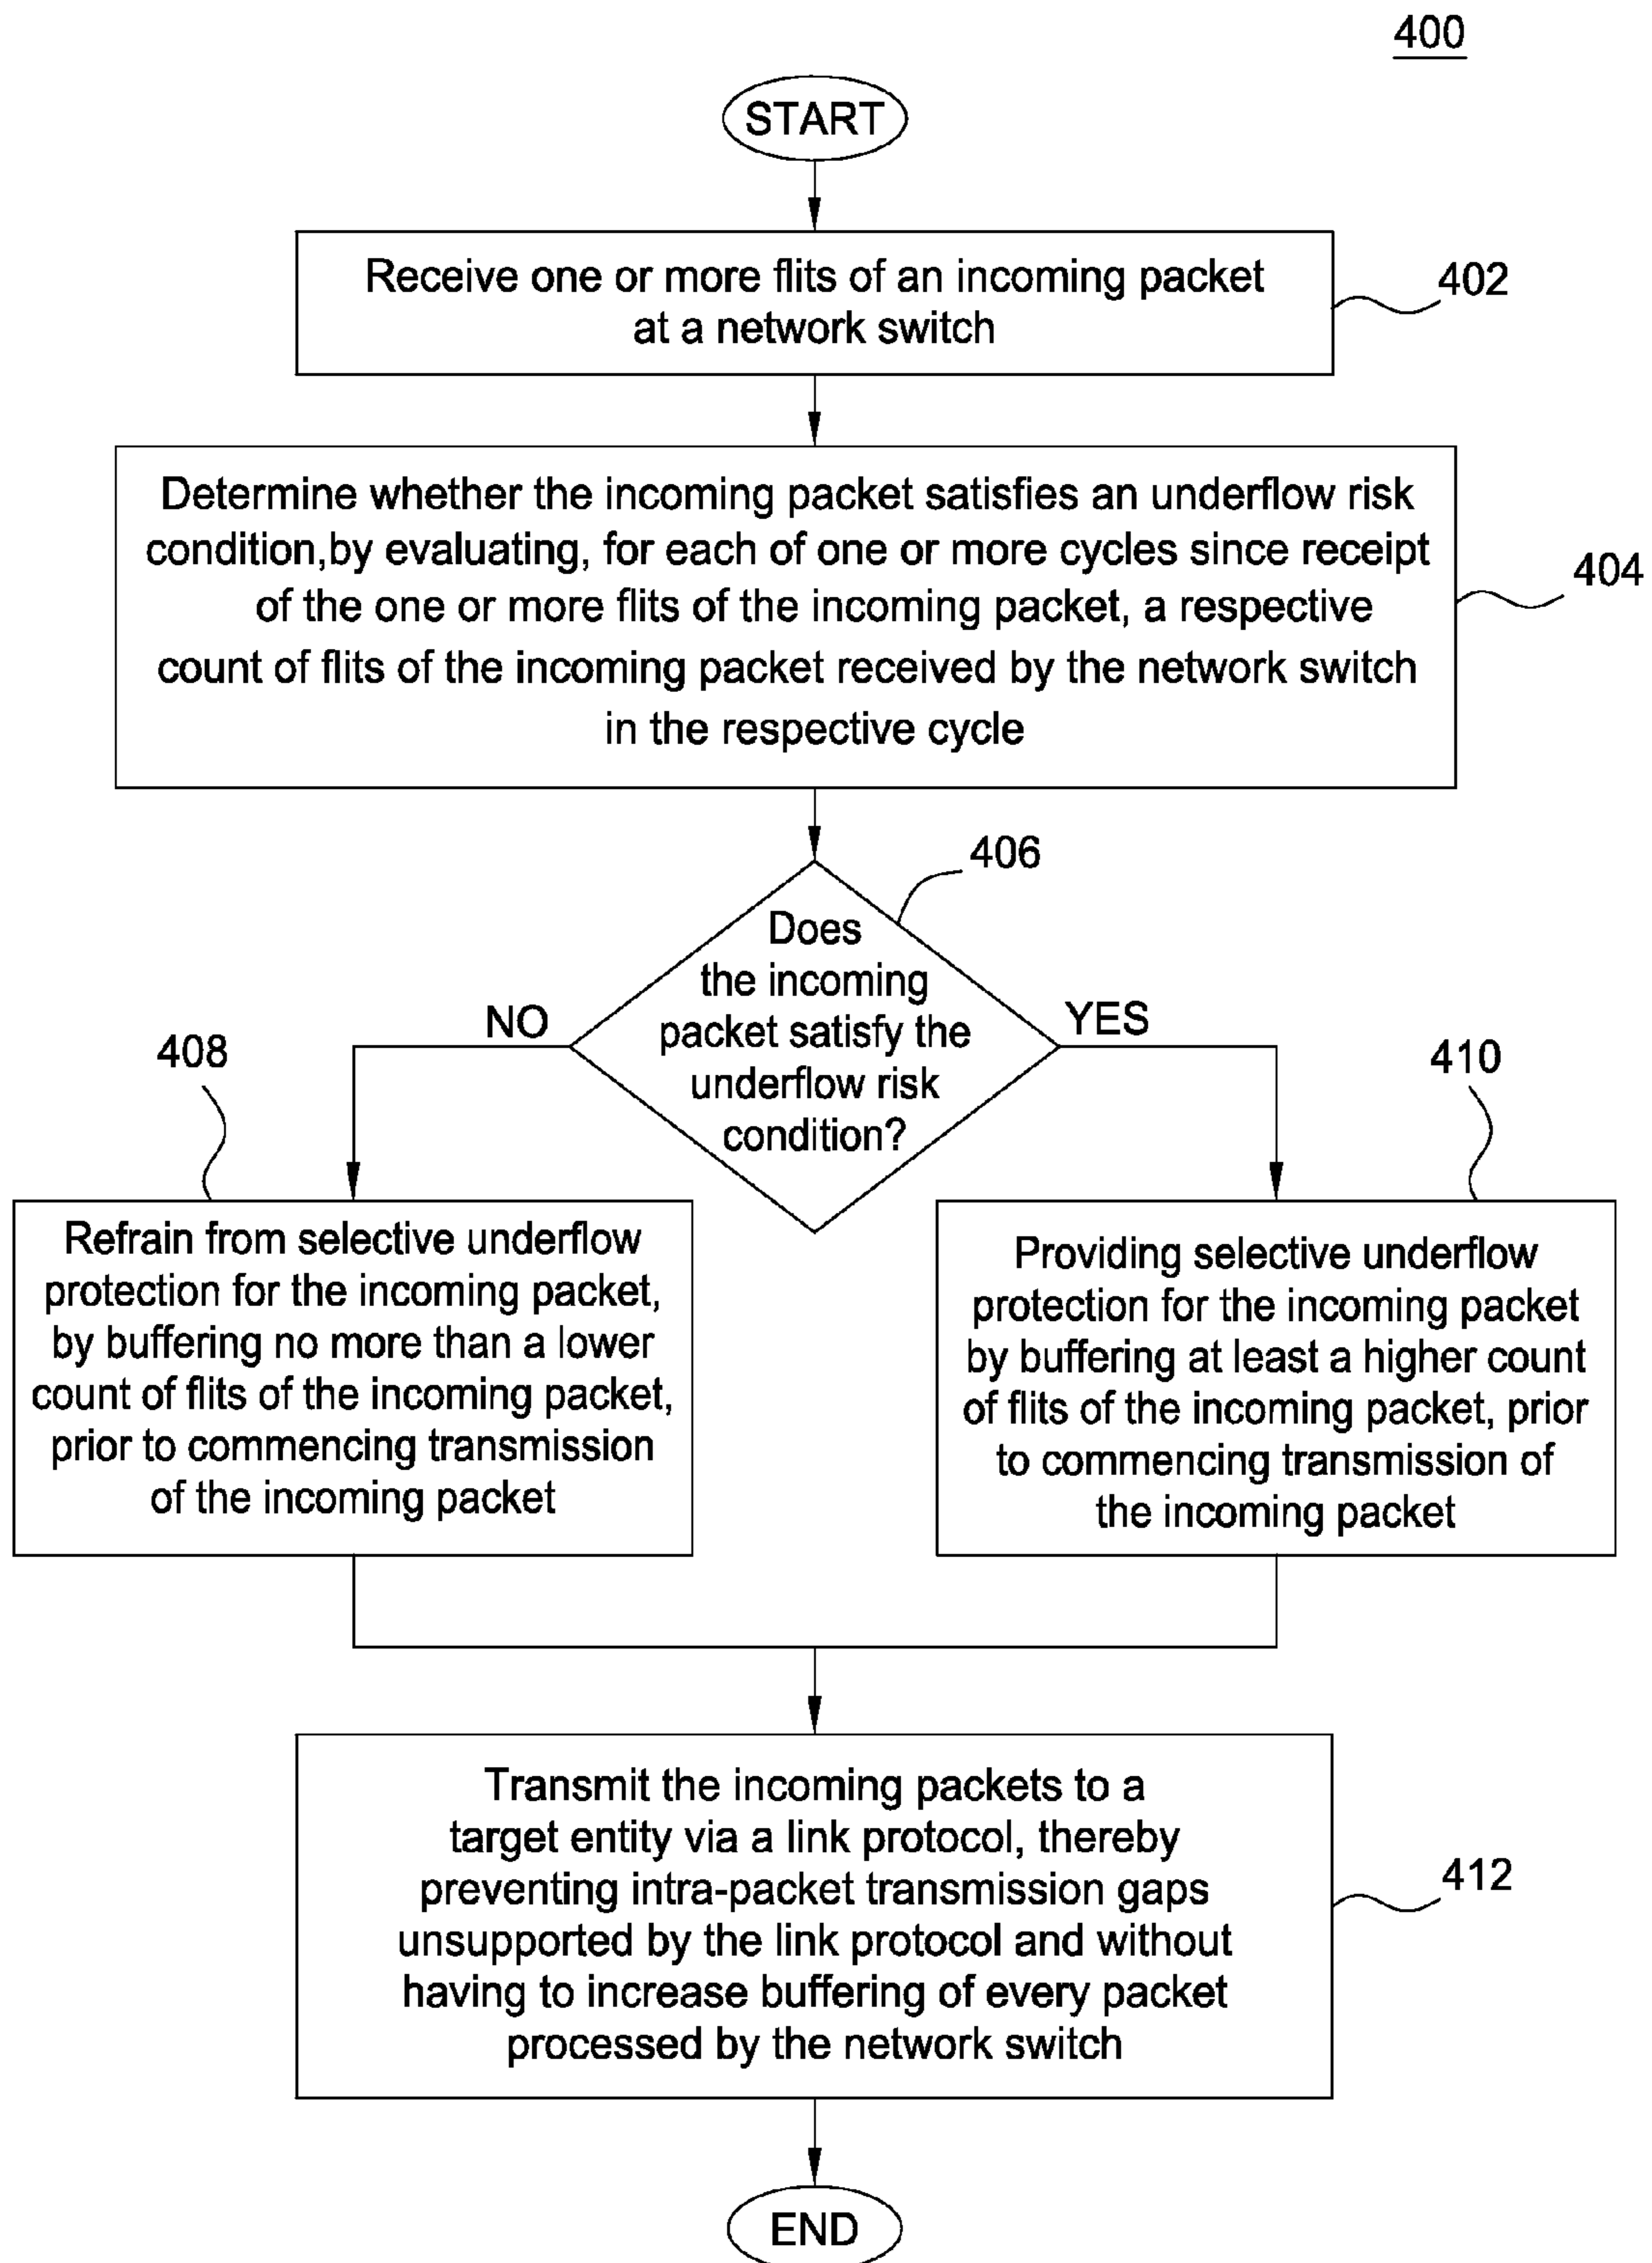 400
START
Receive one or more flits of an incoming packet
at a network switch
402
Determine whether the incoming packet satisfies an underflow risk
condition,by evaluating, for each of one or more cycles since receipt
of the one or more flits of the incoming packet, a respective
count of flits of the incoming packet received by the network switch
in the respective cycle
404
406
Does
the incoming
packet satisfy the
underflow risk
condition?
NO
YES
408
410
Refrain from selective underflow
protection for the incoming packet,
by buffering no more than a lower
count of flits of the incoming packet,
prior to commencing transmission
of the incoming packet
Providing selective underflow
protection for the incoming packet
by buffering at least a higher count
of flits of the incoming packet, prior
to commencing transmission of
the incoming packet
Transmit the incoming packets to a
target entity via a link protocol, thereby
preventing intra-packet transmission gaps
unsupported by the link protocol and without
having to increase buffering of every packet
processed by the network switch
412
END